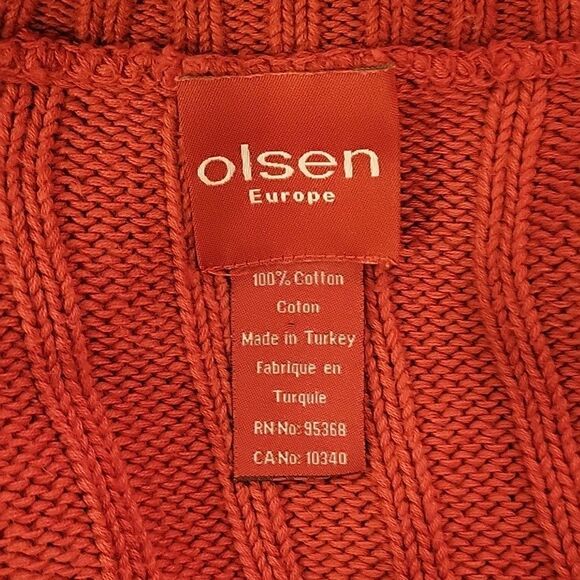 olsen
Europe
100% Cotton
Coton
Made in Turkey
Fabrique en
Turquie
RN-No: 95368
CA-No: 10340